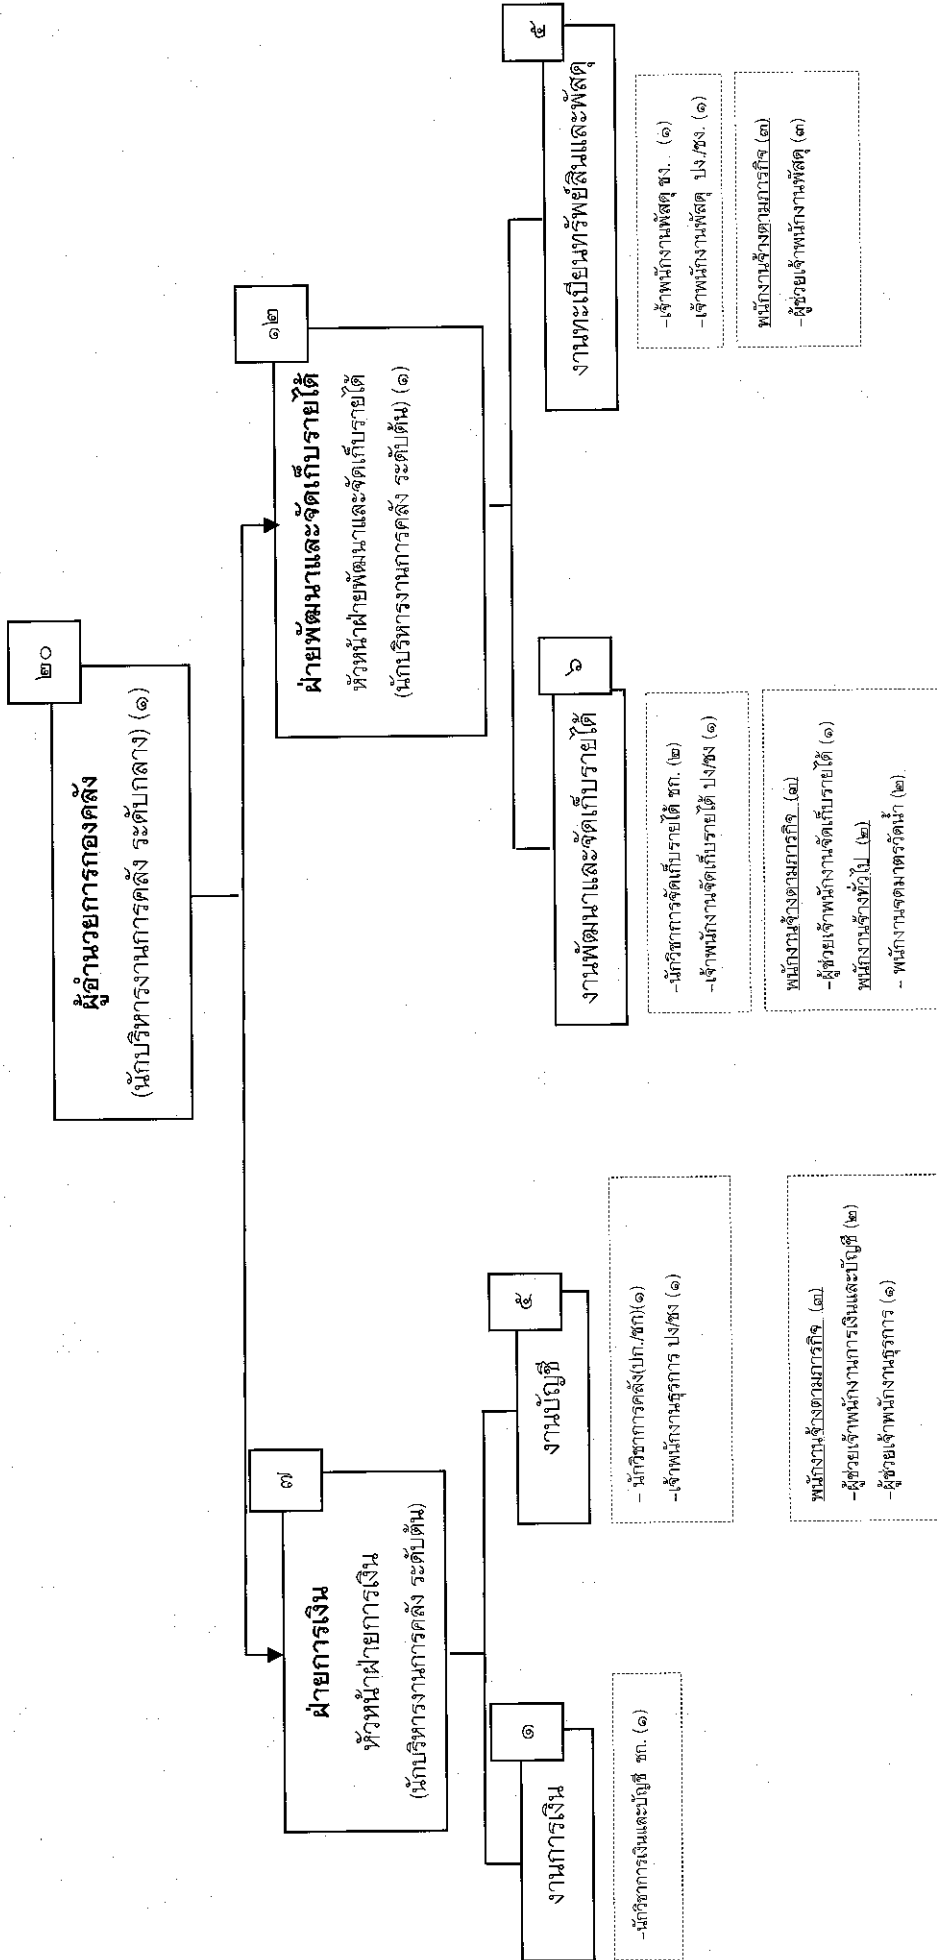 ๒๐
ผู้อำนวยการกองคลัง
(นักบริหารงานการคลัง ระดับกลาง) (๑)
๗
ฝ่ายการเงิน
หัวหน้าฝ่ายการเงิน
(นักบริหารงานการคลัง ระดับต้น)
๑๒
ฝ่ายพัฒนาและจัดเก็บรายได้
หัวหน้าฝ่ายพัฒนาและจัดเก็บรายได้
(นักบริหารงานการคลัง ระดับต้น) (๑)
๑
งานการเงิน
-นักวิชาการเงินและบัญชี ชก. (๑)
๕
งานบัญชี
- นักวิชาการคลัง(ปก./ชก)(๑)
-เจ้าพนักงานธุรการ ปง/ชง (๑)
พนักงานจ้างตามภารกิจ (๓)
-ผู้ช่วยเจ้าพนักงานการเงินและบัญชี (๒)
-ผู้ช่วยเจ้าพนักงานธุรการ (๑)
๖
งานพัฒนาและจัดเก็บรายได้
-นักวิชาการจัดเก็บรายได้ ชก. (๒)
-เจ้าพนักงานจัดเก็บรายได้ ปง/ชง (๑)
พนักงานจ้างตามภารกิจ (๓)
-ผู้ช่วยเจ้าพนักงานจัดเก็บรายได้ (๑)
พนักงานจ้างทั่วไป (๒)
- พนักงานจดมาตรวัดน้ำ (๒)
๕
งานทะเบียนทรัพย์สินและพัสดุ
-เจ้าพนักงานพัสดุ ชง. (๑)
-เจ้าพนักงานพัสดุ ปง./ชง. (๑)
พนักงานจ้างตามภารกิจ (๓)
-ผู้ช่วยเจ้าพนักงานพัสดุ (๓)